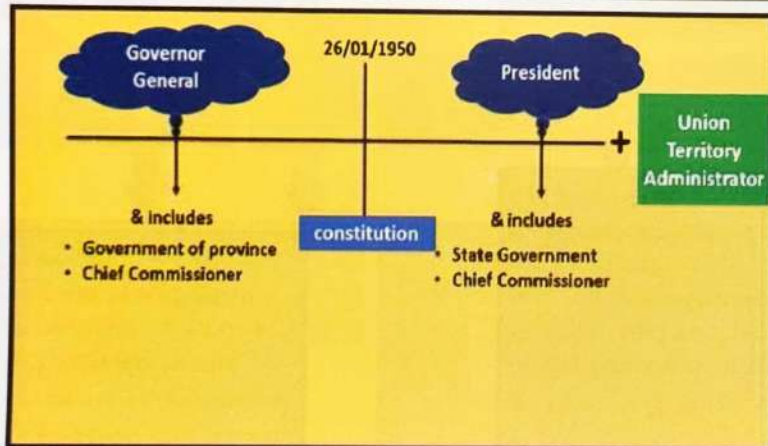 Governor
General
26/01/1950
President
+
Union
Territory
Administrator
& includes
• Government of province
• Chief Commissioner
constitution
& includes
• State Government
• Chief Commissioner